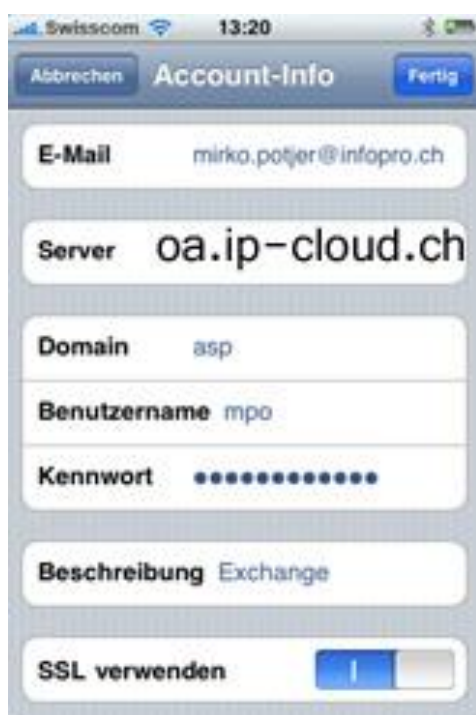 Swisscom 13:20
Abbrechen Account-Info Fertig
E-Mail mirko.potjer@infopro.ch
Server oa.ip-cloud.ch
Domain asp
Benutzername mpo
Kennwort ●●●●●●●●●●●●
Beschreibung Exchange
SSL verwenden